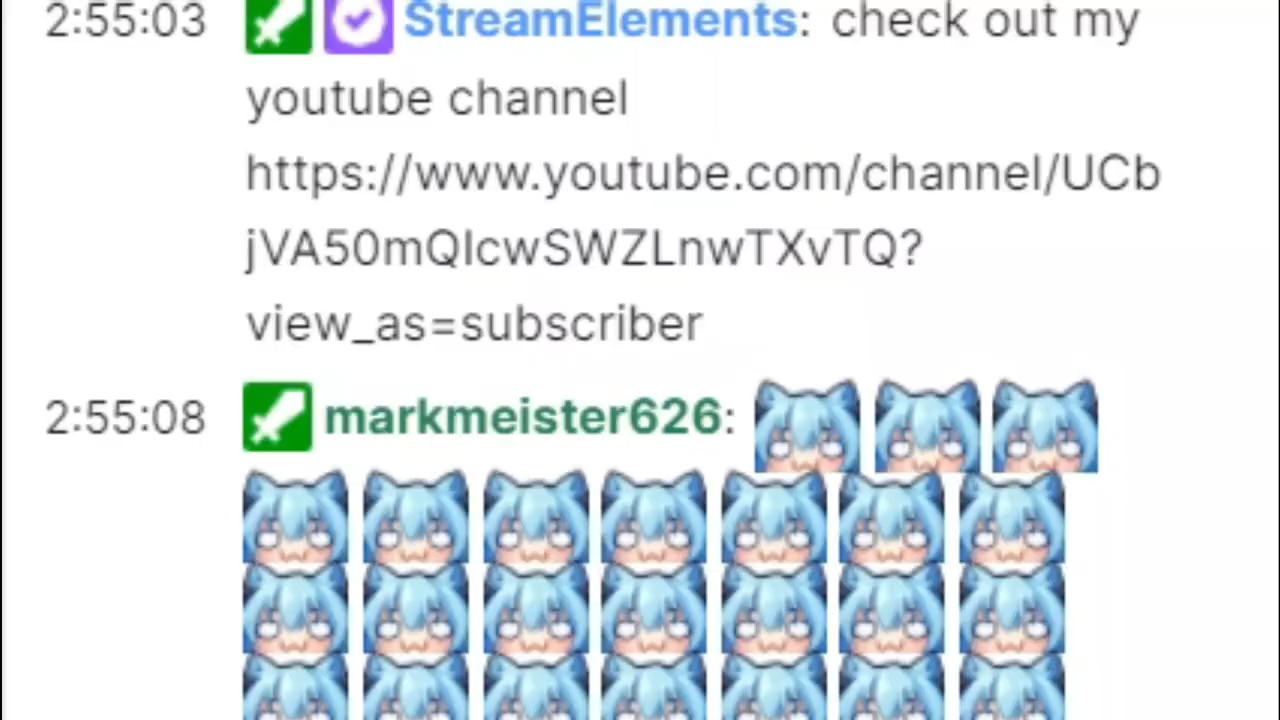 2:55:03 StreamElements: check out my
youtube channel
https://www.youtube.com/channel/UCb
jVA50mQIcwSWZLnwTXvTQ?
view_as=subscriber
2:55:08 markmeister626: